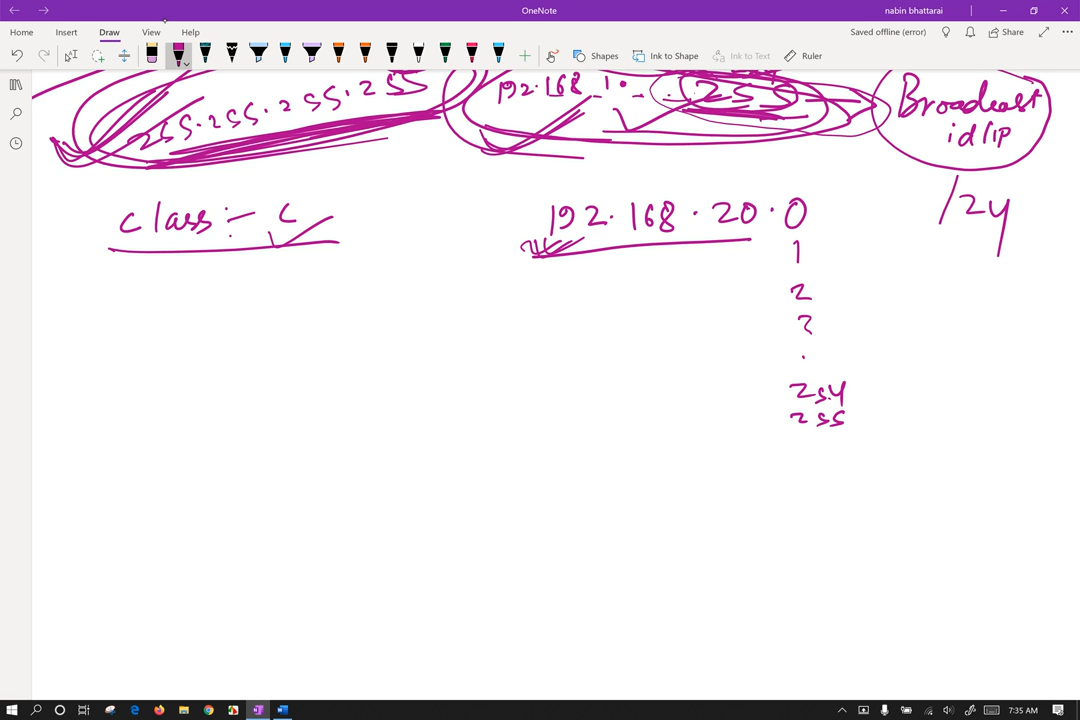 OneNote
nabin bhattarai
Home Insert Draw View Help
Saved offline (error) Share
Shapes Ink to Shape Ink to Text Ruler
255.255.255.255
192.168.10.255
Broadcast
id/ip
class:- C
192.168.20.0 /24
1
2
3
.
254
255
7:35 AM